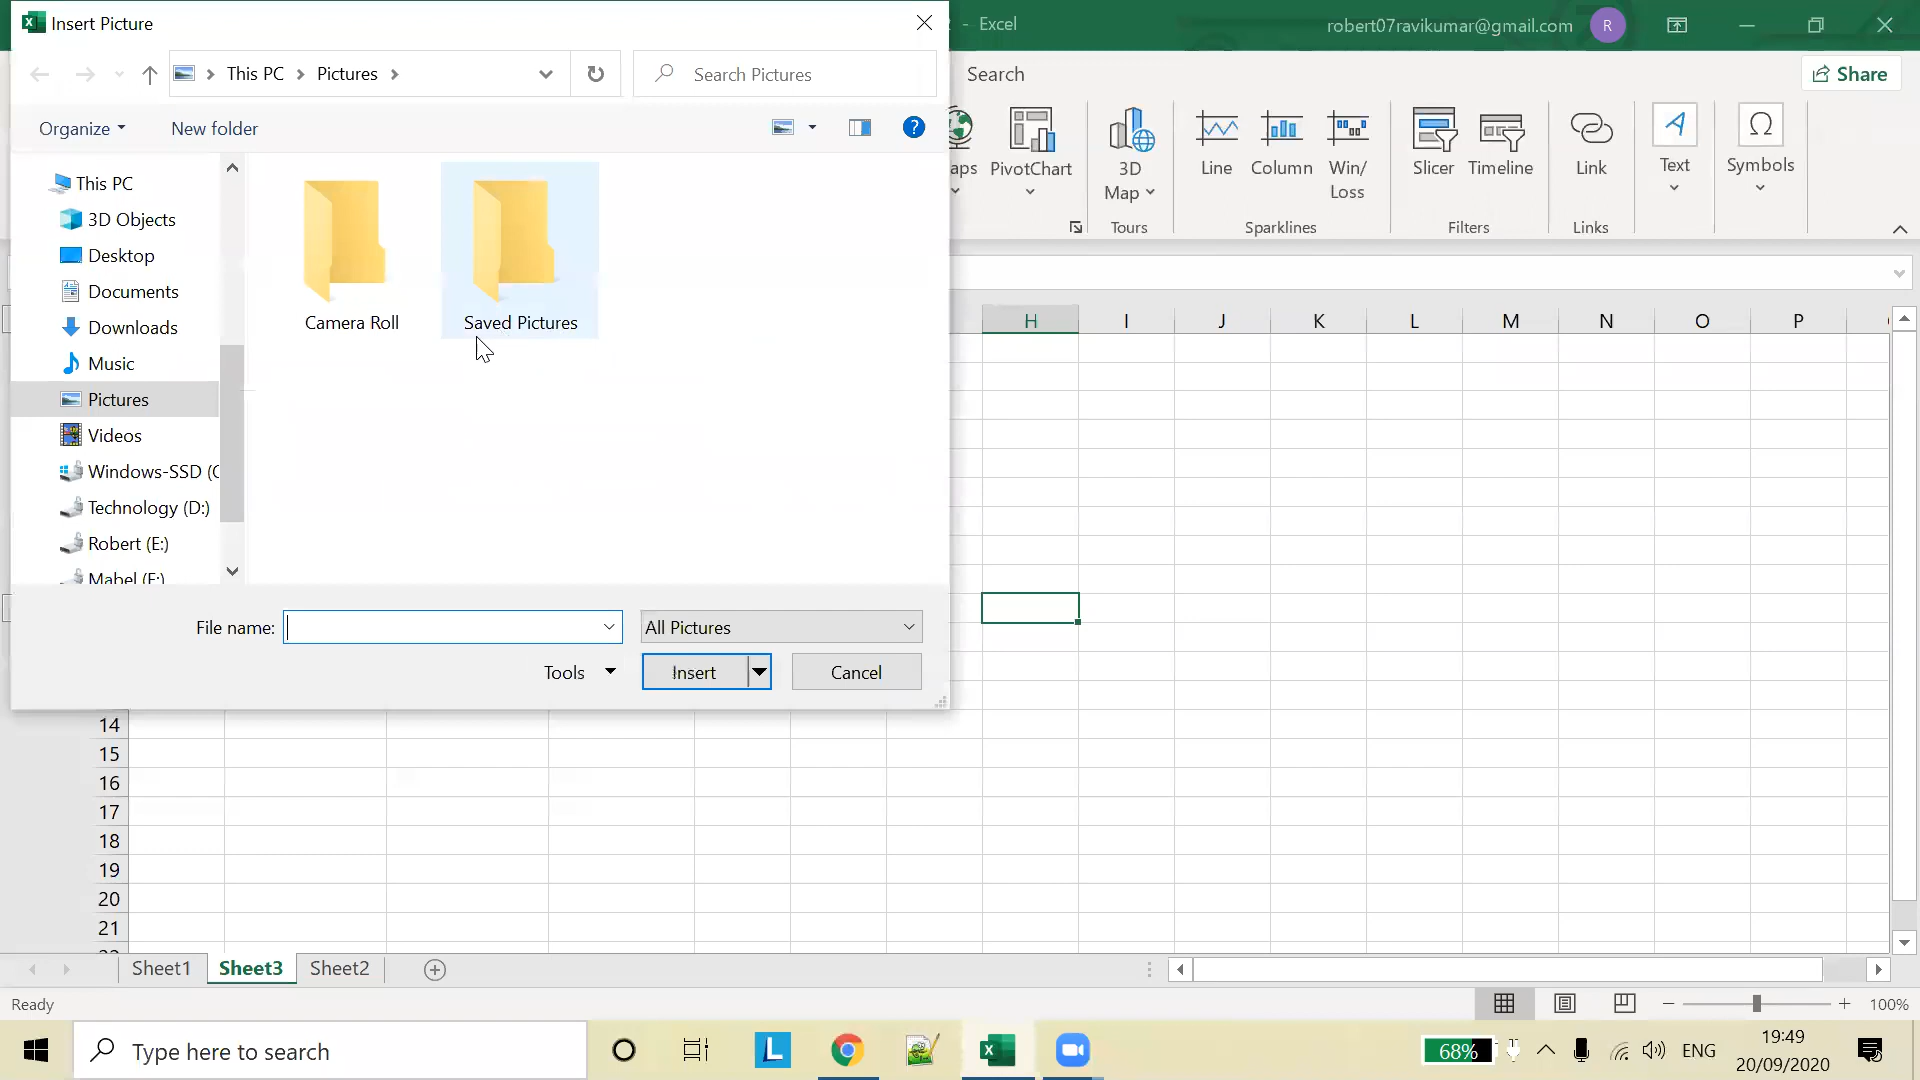 Insert Picture
- Excel
robert07ravikumar@gmail.com
R
This PC
Pictures
Search Pictures
Search
Share
Organize
New folder
?
aps
PivotChart
3D
Map
Line
Column
Win/
Loss
Slicer
Timeline
Link
Text
Symbols
Tours
Sparklines
Filters
Links
This PC
3D Objects
Desktop
Documents
Downloads
Music
Pictures
Videos
Windows-SSD (C
Technology (D:)
Robert (E:)
Mabel (F:)
Camera Roll
Saved Pictures
H I J K L M N O P
File name:
All Pictures
Tools
Insert
Cancel
14
15
16
17
18
19
20
21
Sheet1
Sheet3
Sheet2
Ready
100%
Type here to search
L
68%
ENG
19:49
20/09/2020